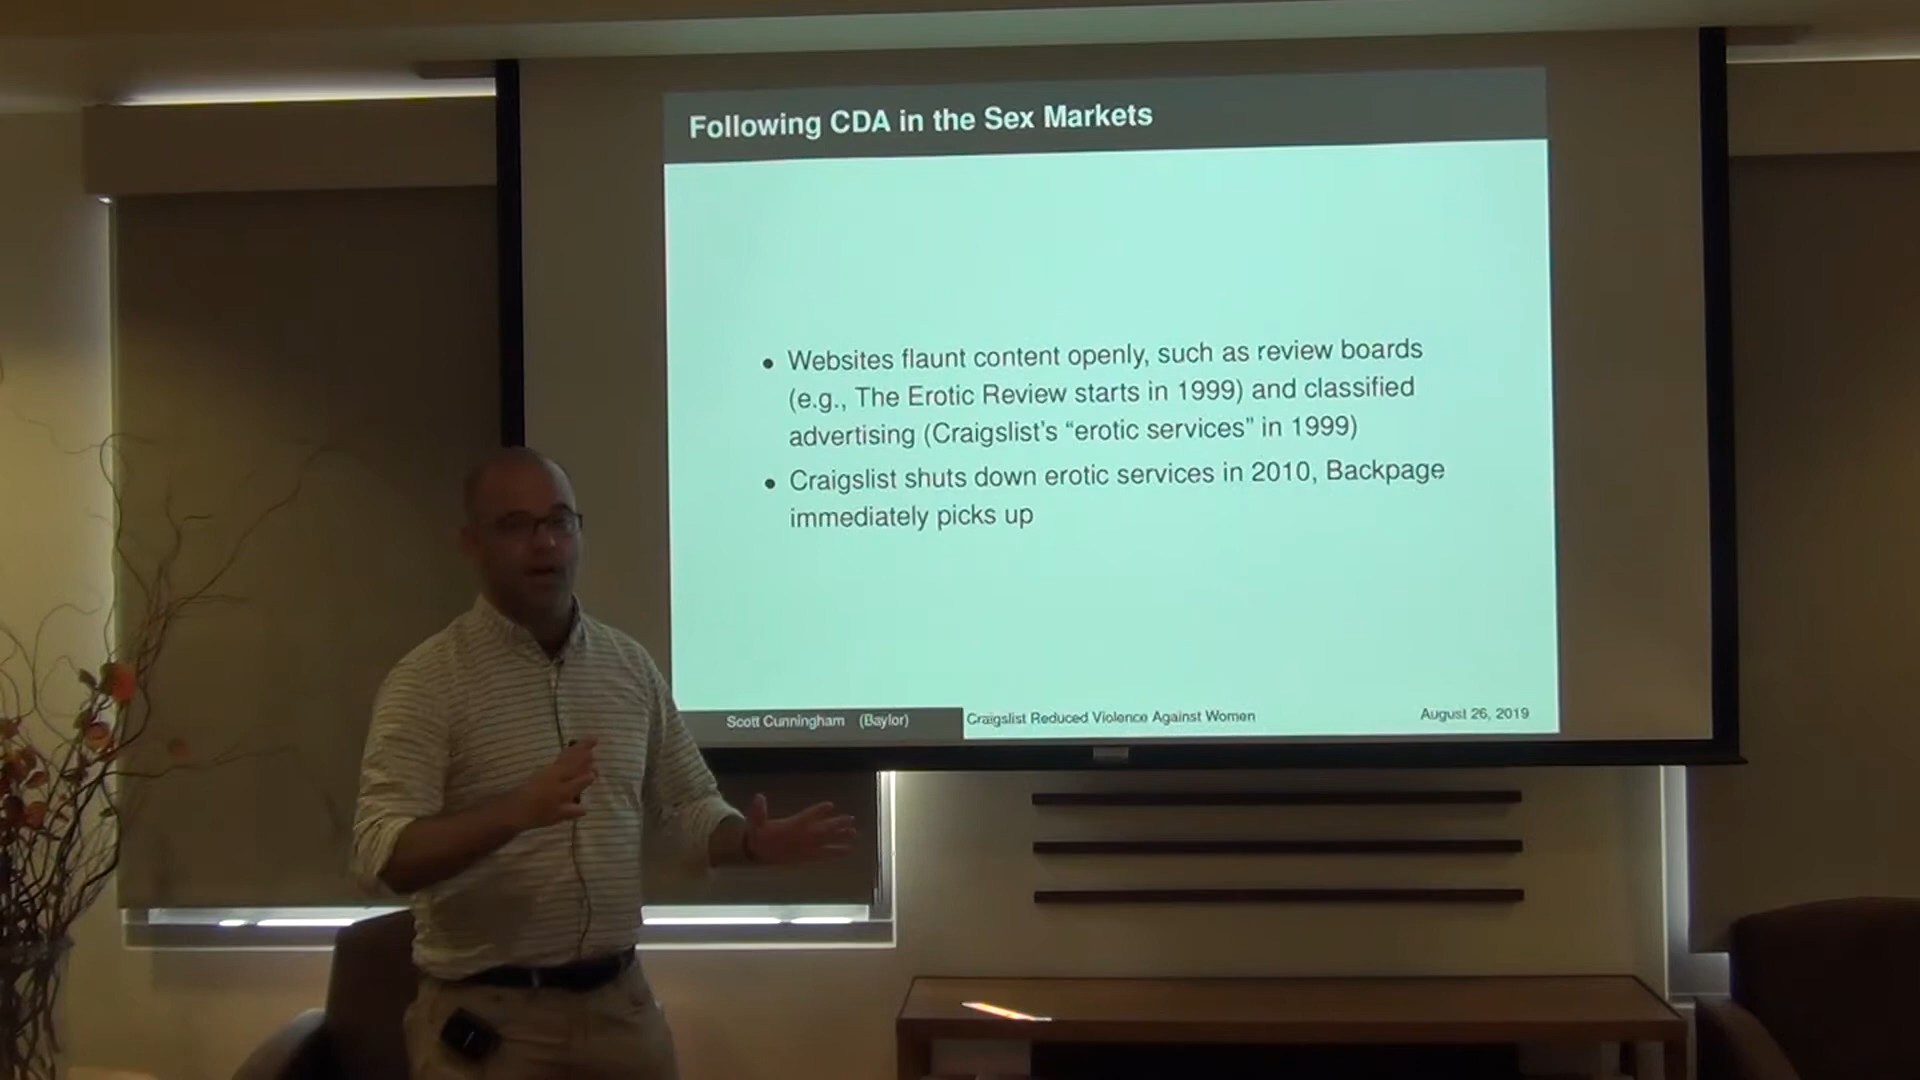 Following CDA in the Sex Markets
• Websites flaunt content openly, such as review boards
(e.g., The Erotic Review starts in 1999) and classified
advertising (Craigslist's “erotic services” in 1999)
• Craigslist shuts down erotic services in 2010, Backpage
immediately picks up
Scott Cunningham (Baylor) Craigslist Reduced Violence Against Women August 26, 2019